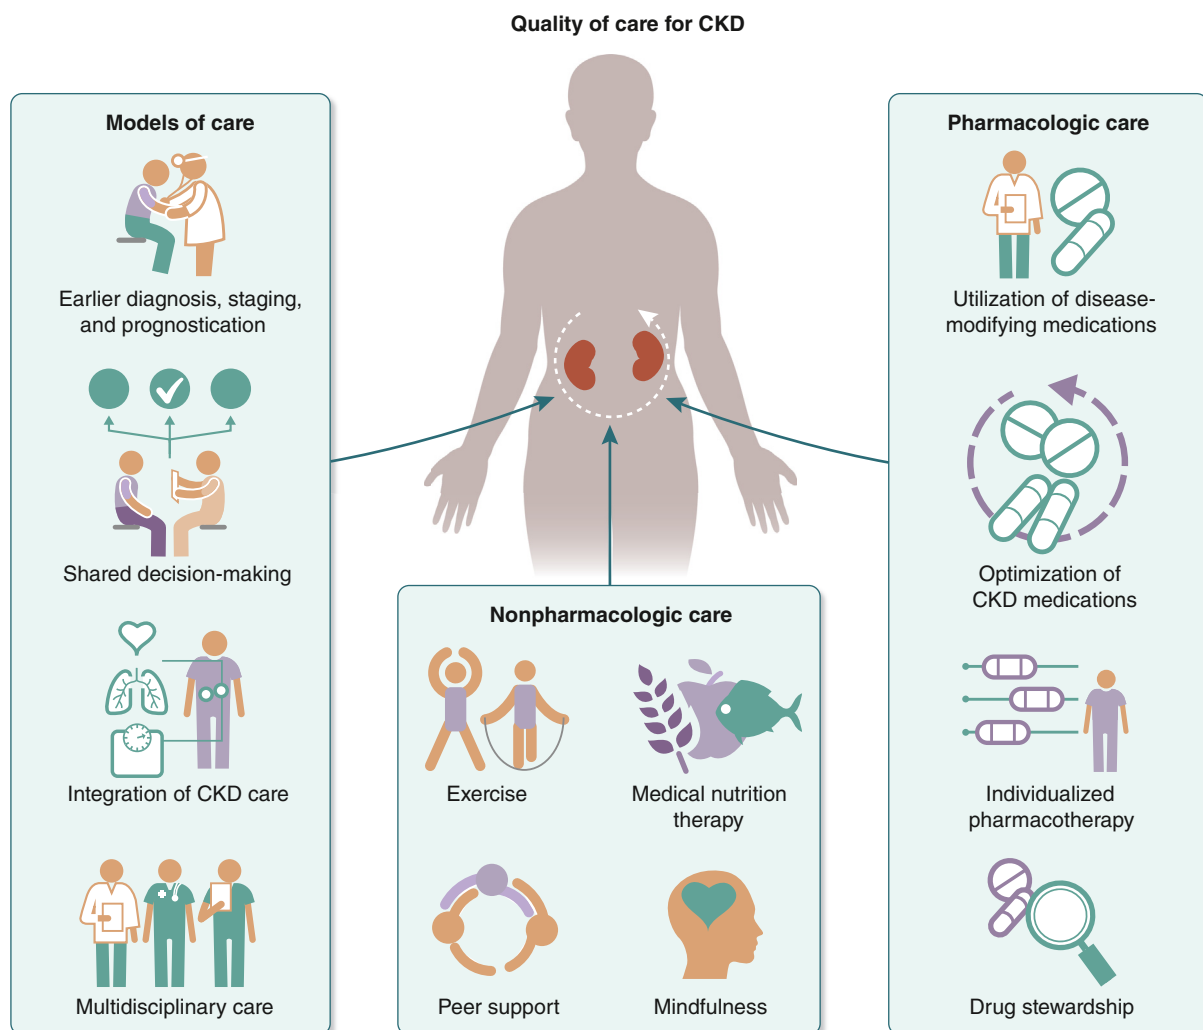 Quality of care for CKD
Models of care
Earlier diagnosis, staging,
and prognostication
Shared decision-making
Integration of CKD care
Multidisciplinary care
Nonpharmacologic care
Exercise
Medical nutrition
therapy
Peer support
Mindfulness
Pharmacologic care
Utilization of disease-
modifying medications
Optimization of
CKD medications
Individualized
pharmacotherapy
Drug stewardship